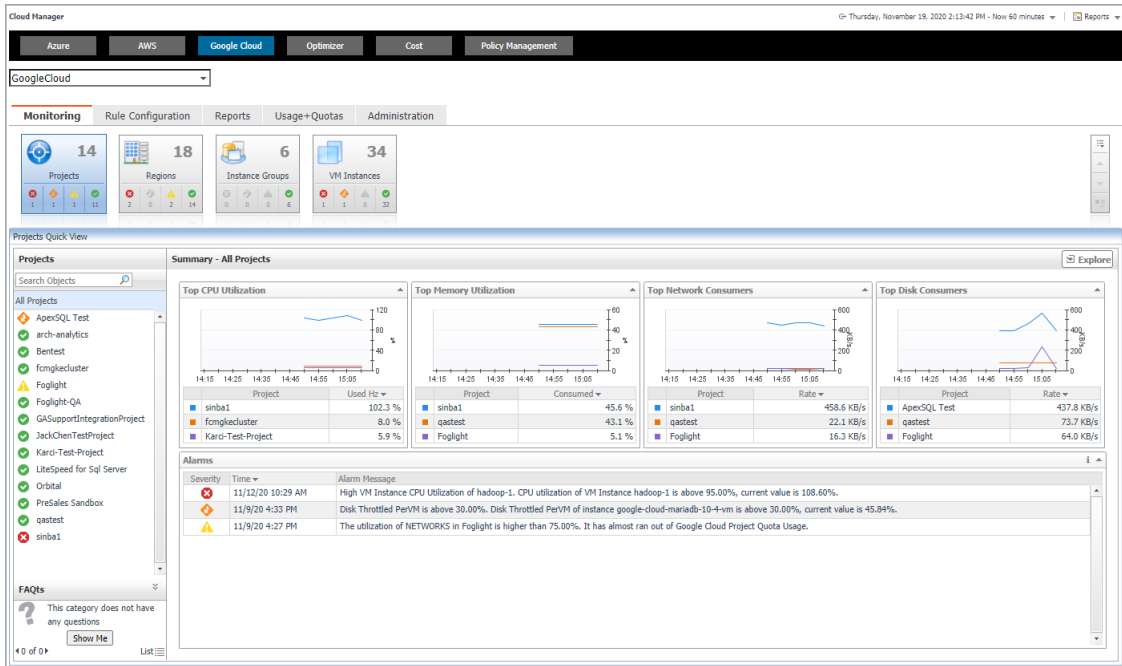 Cloud Manager
Thursday, November 19, 2020 2:13:42 PM - Now 60 minutes Reports
Azure AWS Google Cloud Optimizer Cost Policy Management
GoogleCloud
Monitoring Rule Configuration Reports Usage+Quotas Administration
14 18 6 34
Projects Regions Instance Groups VM Instances
1 1 1 11 2 0 2 14 0 0 0 6 1 1 0 32
Projects Quick View
Projects
Search Objects
All Projects
ApexSQL Test
arch-analytics
Bentest
fcmgkecluster
Foglight
Foglight-QA
GASupportIntegrationProject
JackChenTestProject
Karci-Test-Project
LiteSpeed for Sql Server
Orbital
PreSales Sandbox
qastest
sinba1
FAQts
This category does not have
any questions
Show Me
0 of 0 List
Summary - All Projects Explore
Top CPU Utilization
120
80
40
0
%
14:15 14:25 14:35 14:45 14:55 15:05
Project Used Hz
sinba1 102.3 %
fcmgkecluster 8.0 %
Karci-Test-Project 5.9 %
Top Memory Utilization
60
40
20
0
%
14:15 14:25 14:35 14:45 14:55 15:05
Project Consumed
sinba1 45.6 %
qastest 43.1 %
Foglight 5.1 %
Top Network Consumers
600
400
200
0
KB/s
14:15 14:25 14:35 14:45 14:55 15:05
Project Rate
sinba1 458.6 KB/s
qastest 22.1 KB/s
Foglight 16.3 KB/s
Top Disk Consumers
600
400
200
0
KB/s
14:15 14:25 14:35 14:45 14:55 15:05
Project Rate
ApexSQL Test 437.8 KB/s
qastest 73.7 KB/s
Foglight 64.0 KB/s
Alarms
Severity Time Alarm Message
11/12/20 10:29 AM High VM Instance CPU Utilization of hadoop-1. CPU utilization of VM Instance hadoop-1 is above 95.00%, current value is 108.60%.
11/9/20 4:33 PM Disk Throttled PerVM is above 30.00%. Disk Throttled PerVM of instance google-cloud-mariadb-10-4-vm is above 30.00%, current value is 45.84%.
11/9/20 4:27 PM The utilization of NETWORKS in Foglight is higher than 75.00%. It has almost ran out of Google Cloud Project Quota Usage.